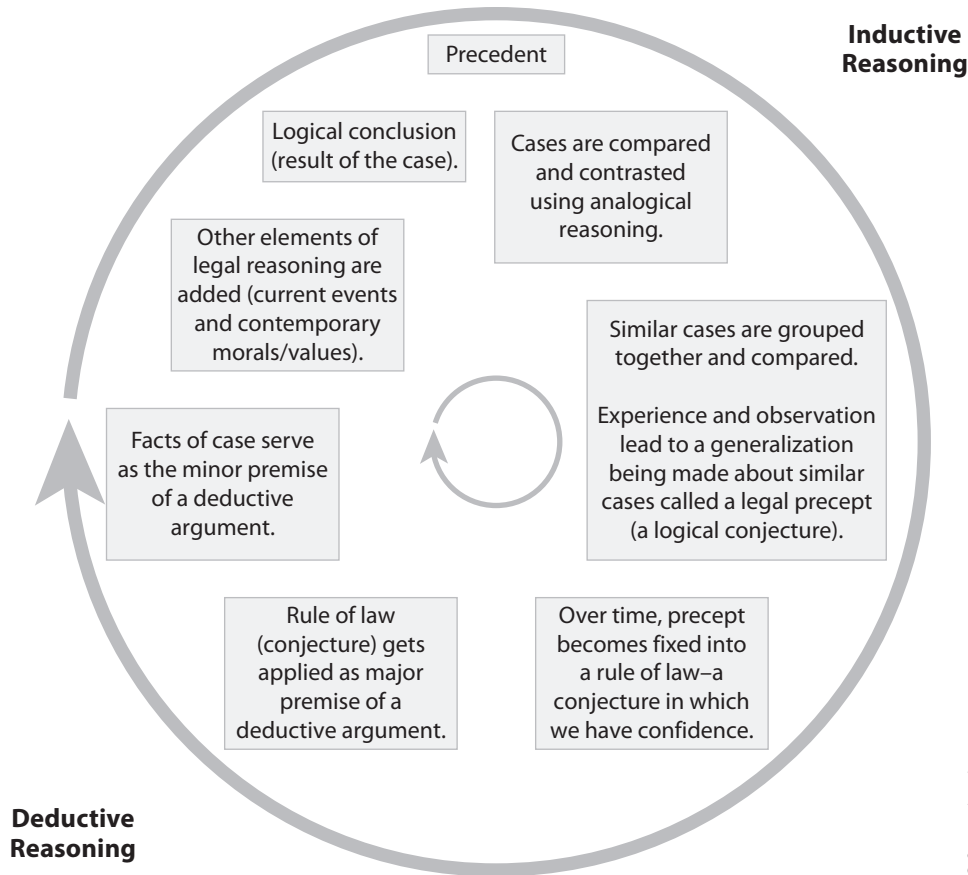 Precedent
Inductive
Reasoning
Cases are compared
and contrasted
using analogical
reasoning.
Similar cases are grouped
together and compared.
Experience and observation
lead to a generalization
being made about similar
cases called a legal precept
(a logical conjecture).
Over time, precept
becomes fixed into
a rule of law–a
conjecture in which
we have confidence.
Rule of law
(conjecture) gets
applied as major
premise of a
deductive argument.
Facts of case serve
as the minor premise
of a deductive
argument.
Other elements of
legal reasoning are
added (current events
and contemporary
morals/values).
Logical conclusion
(result of the case).
Deductive
Reasoning